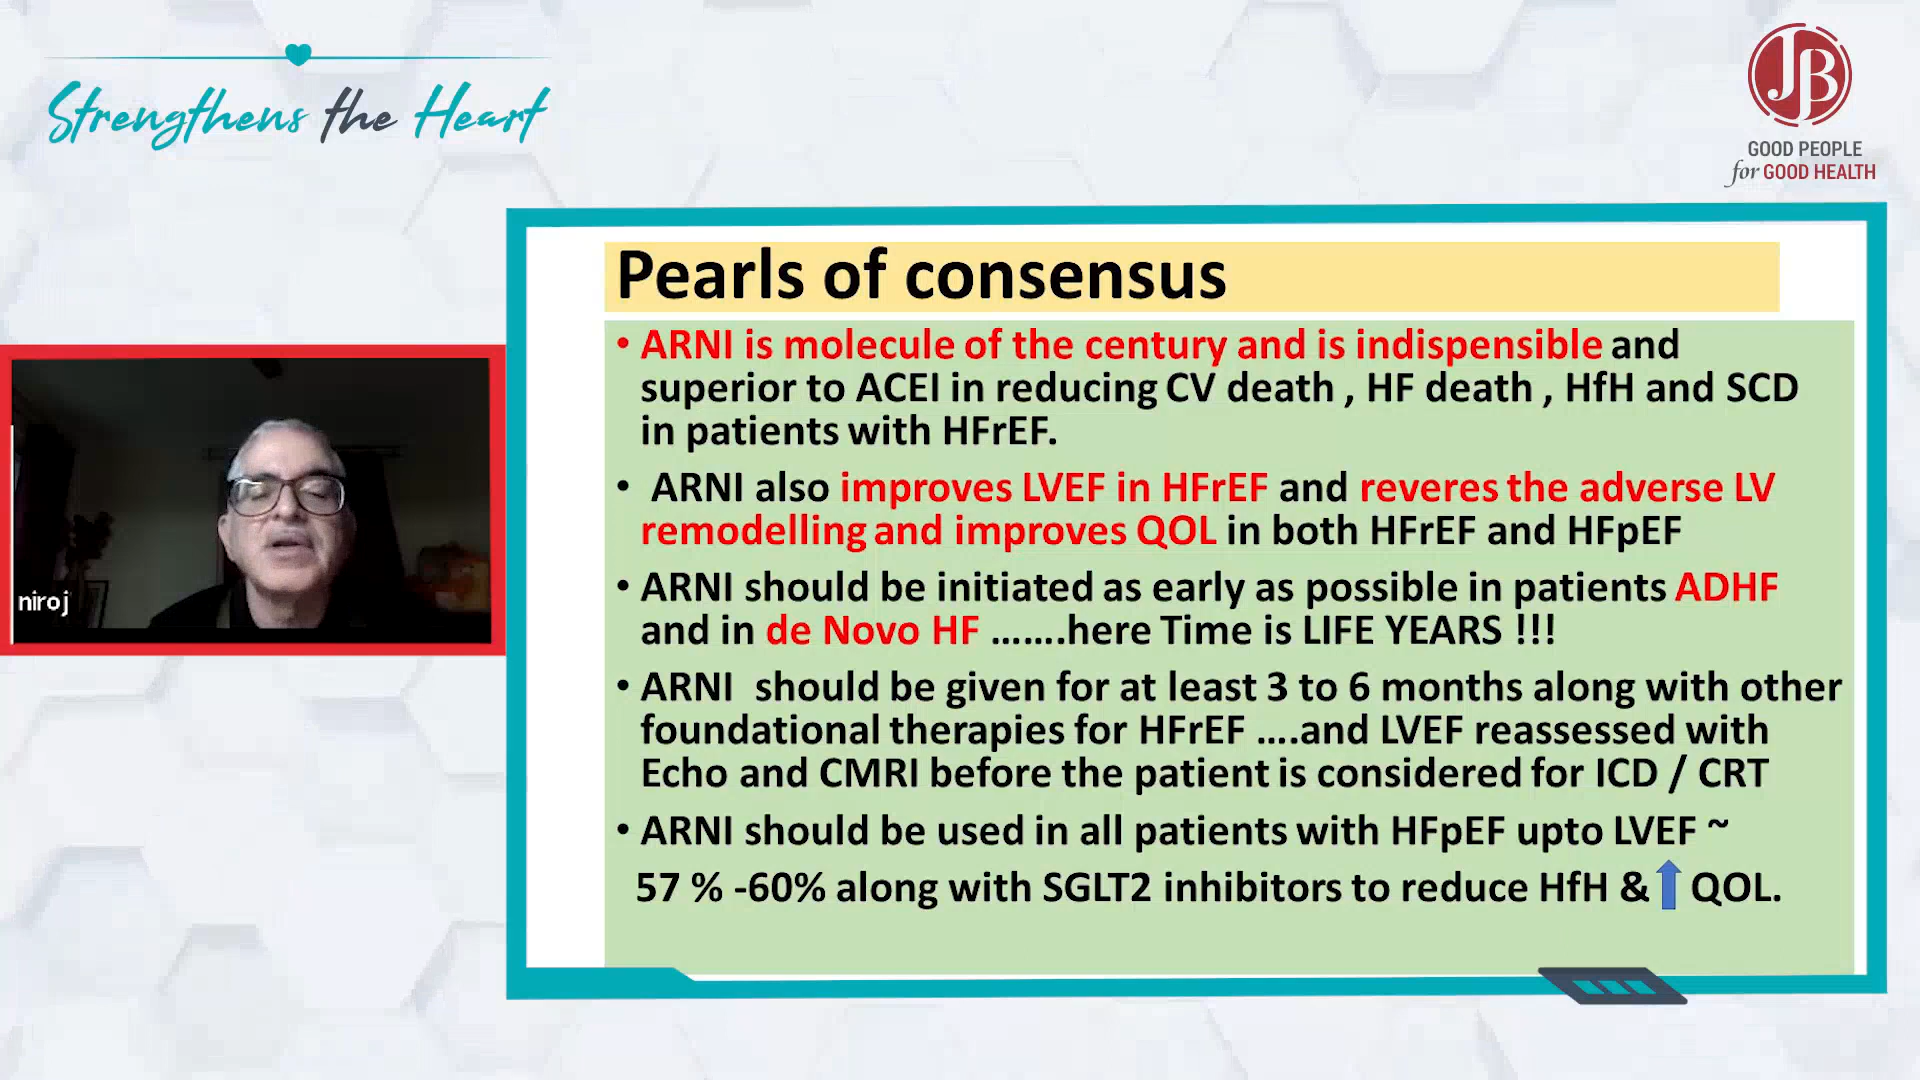 Strengthens the Heart
JB
GOOD PEOPLE
for GOOD HEALTH
Pearls of consensus
• ARNI is molecule of the century and is indispensible and
superior to ACEI in reducing CV death , HF death , HfH and SCD
in patients with HFrEF.
• ARNI also improves LVEF in HFrEF and reveres the adverse LV
remodelling and improves QOL in both HFrEF and HFpEF
• ARNI should be initiated as early as possible in patients ADHF
and in de Novo HF …….here Time is LIFE YEARS !!!
• ARNI should be given for at least 3 to 6 months along with other
foundational therapies for HFrEF ….and LVEF reassessed with
Echo and CMRI before the patient is considered for ICD / CRT
• ARNI should be used in all patients with HFpEF upto LVEF ~
57 % -60% along with SGLT2 inhibitors to reduce HfH & QOL.
niroj